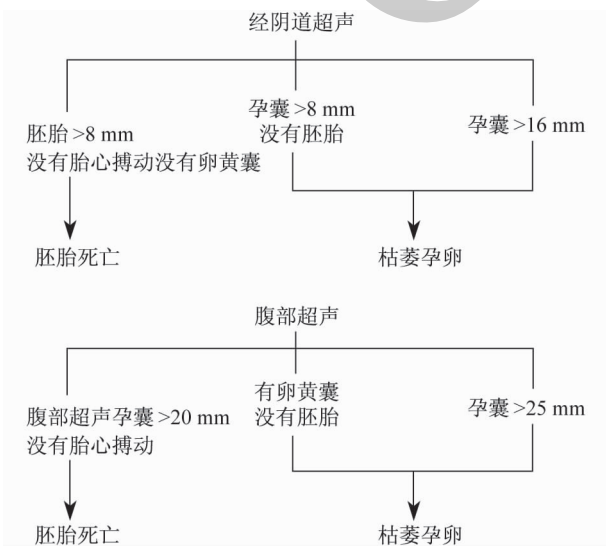 经阴道超声
胚胎>8 mm
没有胎心搏动没有卵黄囊
孕囊>8 mm
没有胚胎
孕囊>16 mm
胚胎死亡
枯萎孕卵
腹部超声
腹部超声孕囊>20 mm
没有胎心搏动
有卵黄囊
没有胚胎
孕囊>25 mm
胚胎死亡
枯萎孕卵